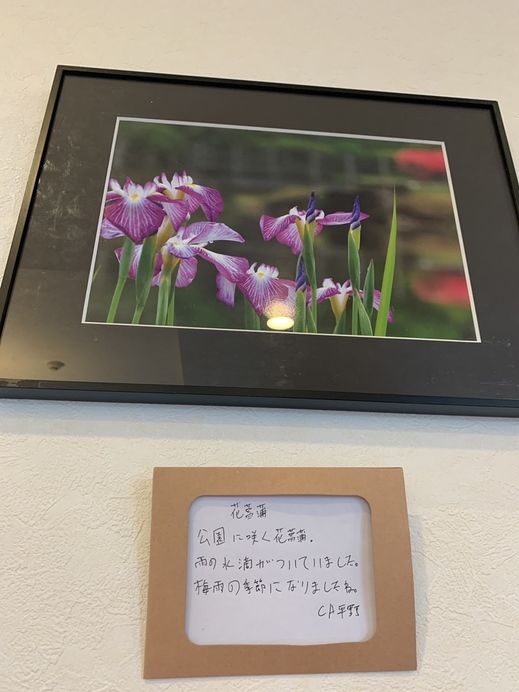 花菖蒲
公園に咲く花菖蒲.
雨の水滴がついていました。
梅雨の季節になりましたね。
CA平野